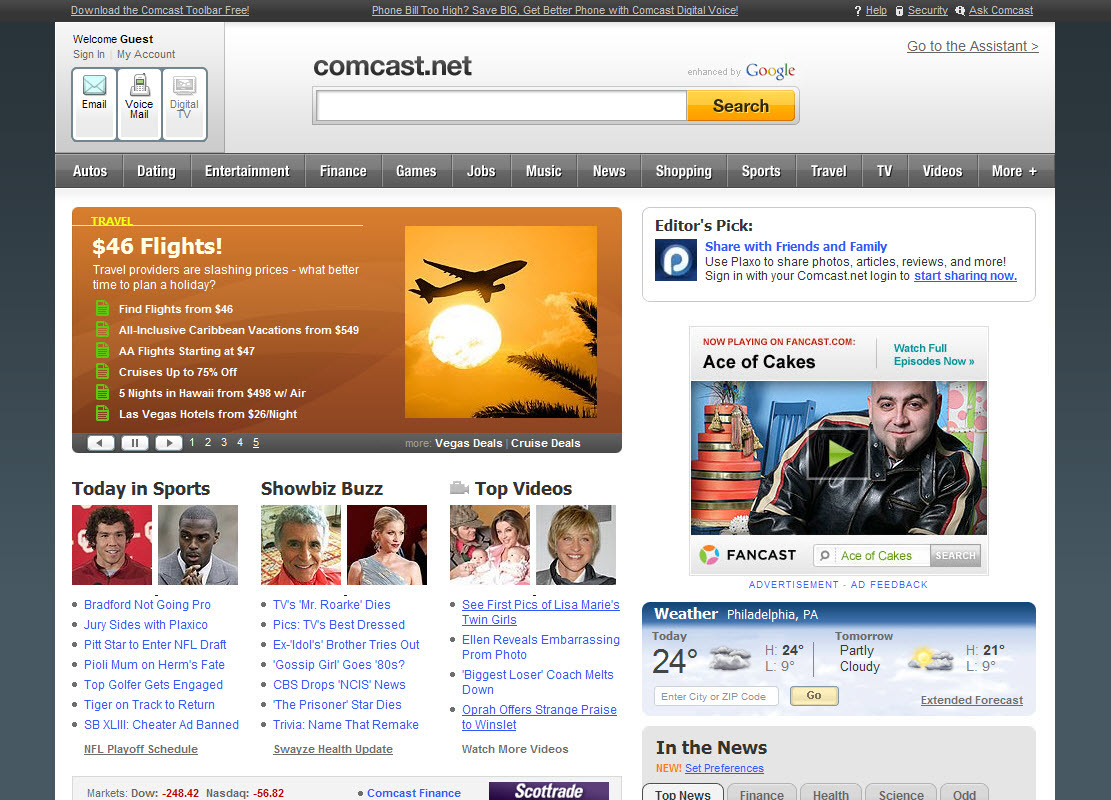 Download the Comcast Toolbar Free!
Phone Bill Too High? Save BIG, Get Better Phone with Comcast Digital Voice!
? Help
Security
Ask Comcast
Welcome Guest
Sign In | My Account
Email
Voice Mail
Digital TV
comcast.net
enhanced by Google
Search
Go to the Assistant >
Autos
Dating
Entertainment
Finance
Games
Jobs
Music
News
Shopping
Sports
Travel
TV
Videos
More +
TRAVEL
$46 Flights!
Travel providers are slashing prices - what better
time to plan a holiday?
Find Flights from $46
All-Inclusive Caribbean Vacations from $549
AA Flights Starting at $47
Cruises Up to 75% Off
5 Nights in Hawaii from $498 w/ Air
Las Vegas Hotels from $26/Night
1 2 3 4 5
more: Vegas Deals | Cruise Deals
Editor's Pick:
Share with Friends and Family
Use Plaxo to share photos, articles, reviews, and more!
Sign in with your Comcast.net login to start sharing now.
NOW PLAYING ON FANCAST.COM:
Ace of Cakes
Watch Full
Episodes Now »
FANCAST
Ace of Cakes
SEARCH
ADVERTISEMENT - AD FEEDBACK
Today in Sports
Bradford Not Going Pro
Jury Sides with Plaxico
Pitt Star to Enter NFL Draft
Pioli Mum on Herm's Fate
Top Golfer Gets Engaged
Tiger on Track to Return
SB XLIII: Cheater Ad Banned
NFL Playoff Schedule
Showbiz Buzz
TV's 'Mr. Roarke' Dies
Pics: TV's Best Dressed
Ex-'Idol's' Brother Tries Out
'Gossip Girl' Goes '80s?
CBS Drops 'NCIS' News
'The Prisoner' Star Dies
Trivia: Name That Remake
Swayze Health Update
Top Videos
See First Pics of Lisa Marie's
Twin Girls
Ellen Reveals Embarrassing
Prom Photo
'Biggest Loser' Coach Melts
Down
Oprah Offers Strange Praise
to Winslet
Watch More Videos
Weather Philadelphia, PA
Today
24°
H: 24°
L: 9°
Tomorrow
Partly
Cloudy
H: 21°
L: 9°
Enter City or ZIP Code
Go
Extended Forecast
In the News
NEW! Set Preferences
Top News
Finance
Health
Science
Odd
Markets: Dow: -248.42 Nasdaq: -56.82
Comcast Finance
Scottrade